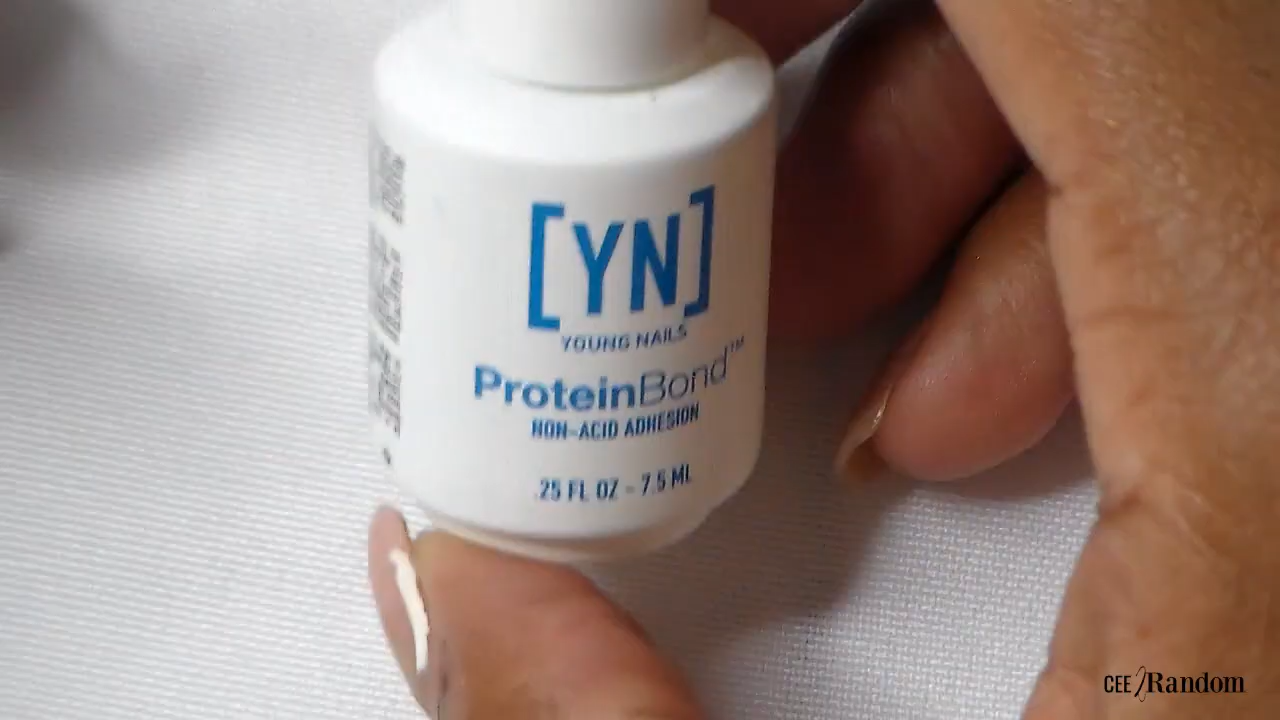 [YN]
YOUNG NAILS
ProteinBond™
NON-ACID ADHESION
.25 FL OZ - 7.5 ML
CEE Random